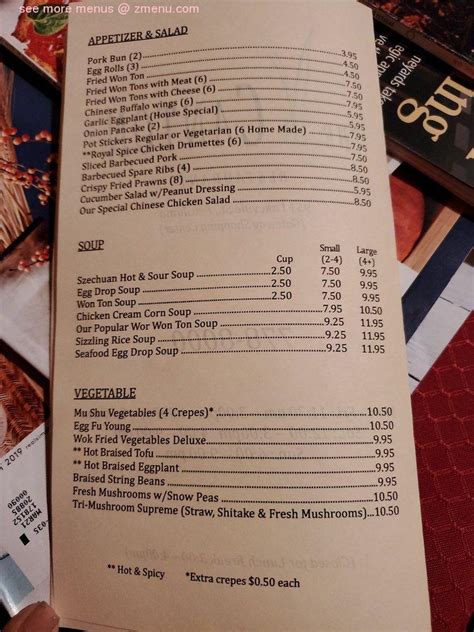 see more menus @ zmenu.com
APPETIZER & SALAD
Pork Bun (2) 3.95
Egg Rolls (3) 4.50
Fried Won Ton 4.50
Fried Won Tons with Meat (6) 5.50
Fried Won Tons with Cheese (6) 5.50
Chinese Buffalo wings (6) 7.50
Garlic Eggplant (House Special) 5.95
Onion Pancake (2) 5.95
Pot Stickers Regular or Vegetarian (6 Home Made) 7.95
**Royal Spice Chicken Drumettes (6) 7.50
Sliced Barbecued Pork 7.50
Barbecued Spare Ribs (4) 8.50
Crispy Fried Prawns (8) 8.50
Cucumber Salad w/Peanut Dressing 5.95
Our Special Chinese Chicken Salad 8.50
SOUP
Cup Small (2-4) Large (4+)
Szechuan Hot & Sour Soup 2.50 7.50 9.95
Egg Drop Soup 2.50 7.50 9.95
Won Ton Soup 2.50 7.50 9.95
Chicken Cream Corn Soup 7.95 10.50
Our Popular Wor Won Ton Soup 9.25 11.95
Sizzling Rice Soup 9.25 11.95
Seafood Egg Drop Soup 9.25 11.95
VEGETABLE
Mu Shu Vegetables (4 Crepes)* 10.50
Egg Fu Young 10.50
Wok Fried Vegetables Deluxe 9.95
** Hot Braised Tofu 9.95
** Hot Braised Eggplant 9.95
Braised String Beans 9.95
Fresh Mushrooms w/Snow Peas 10.50
Tri-Mushroom Supreme (Straw, Shitake & Fresh Mushrooms)...10.50
** Hot & Spicy *Extra crepes $0.50 each